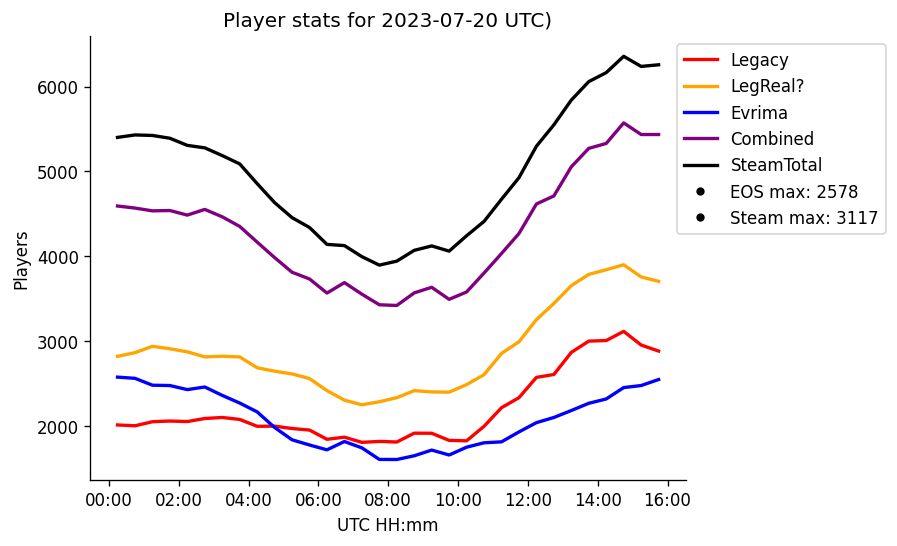 Player stats for 2023-07-20 UTC)
Players
6000
5000
4000
3000
2000
00:00 02:00 04:00 06:00 08:00 10:00 12:00 14:00 16:00
UTC HH:mm
Legacy
LegReal?
Evrima
Combined
SteamTotal
EOS max: 2578
Steam max: 3117